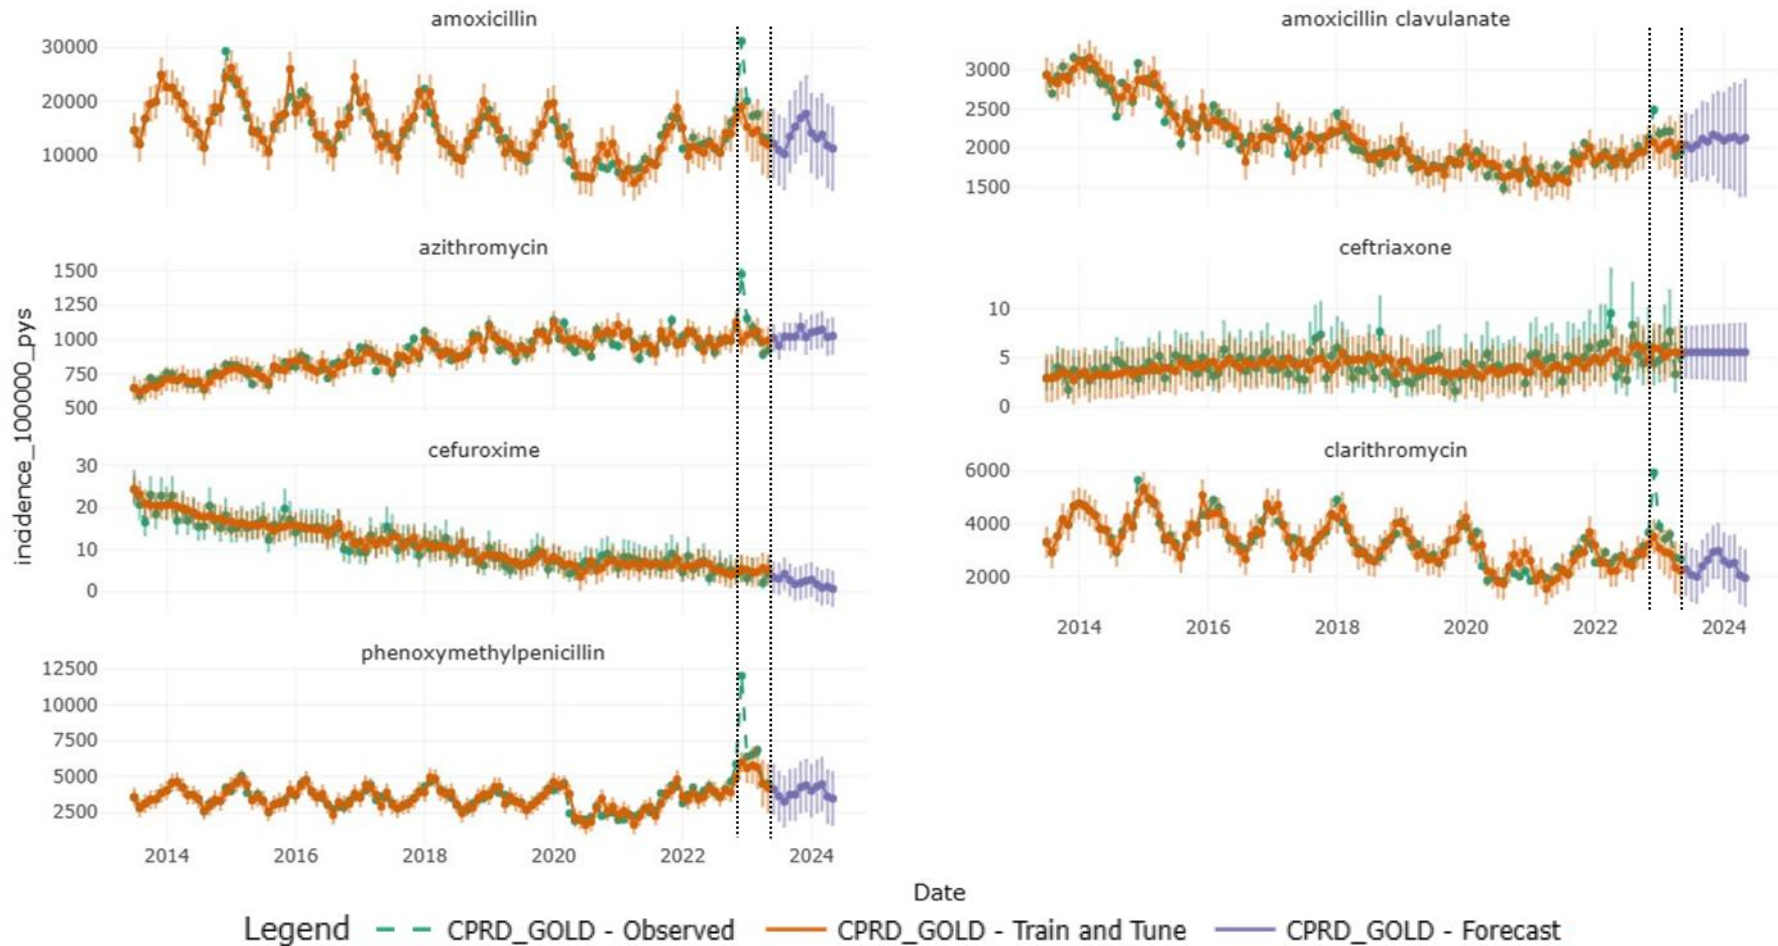 amoxicillin
30000
20000
10000
amoxicillin clavulanate
3000
2500
2000
1500
azithromycin
1500
1250
1000
750
500
ceftriaxone
10
5
0
cefuroxime
30
20
10
0
clarithromycin
6000
4000
2000
2014 2016 2018 2020 2022 2024
phenoxymethylpenicillin
12500
10000
7500
5000
2500
2014 2016 2018 2020 2022 2024
incidence_100000_pys
Date
Legend CPRD_GOLD - Observed CPRD_GOLD - Train and Tune CPRD_GOLD - Forecast